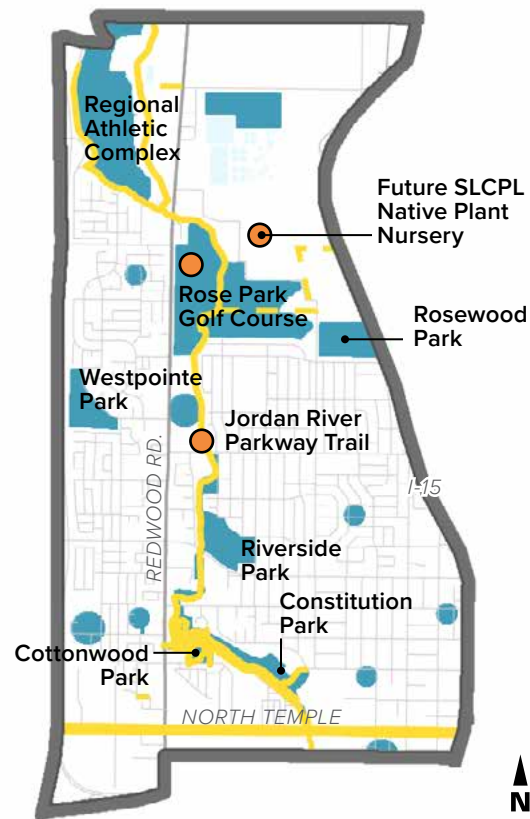 Regional
Athletic
Complex
Future SLCPL
Native Plant
Nursery
Rose Park
Golf Course
Rosewood
Park
Westpointe
Park
Jordan River
Parkway Trail
REDWOOD RD.
I-15
Riverside
Park
Constitution
Park
Cottonwood
Park
NORTH TEMPLE
N